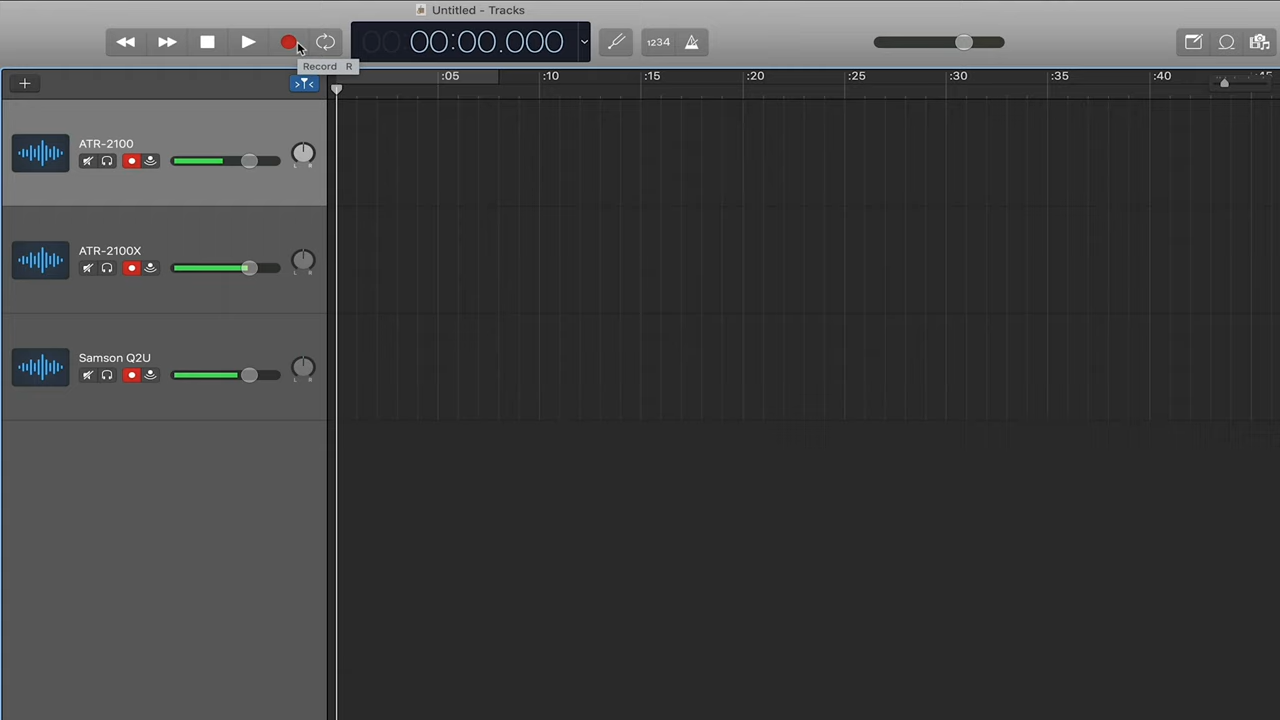 Untitled - Tracks
00:00.000
1234
Record R
:05 :10 :15 :20 :25 :30 :35 :40 :45
ATR-2100
L R
ATR-2100X
L R
Samson Q2U
L R